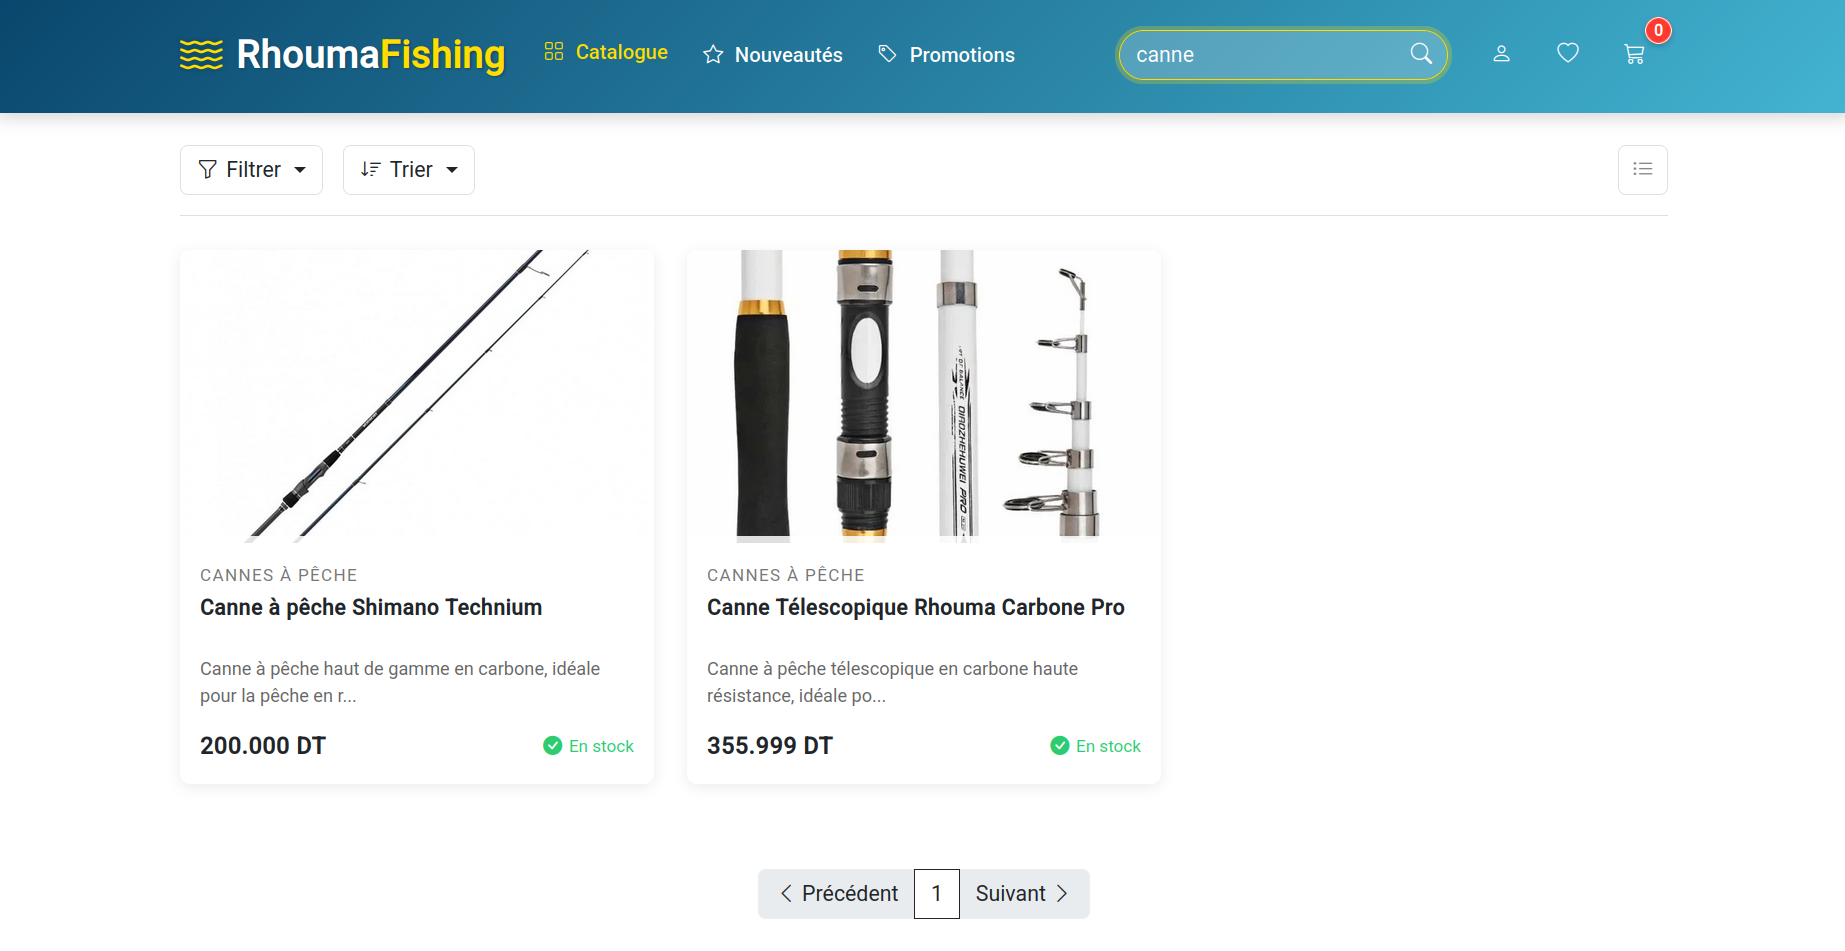 RhoumaFishing
Catalogue
Nouveautés
Promotions
canne
0
Filtrer
Trier
CANNES À PÊCHE
Canne à pêche Shimano Technium
Canne à pêche haut de gamme en carbone, idéale
pour la pêche en r...
200.000 DT
En stock
CANNES À PÊCHE
Canne Télescopique Rhouma Carbone Pro
Canne à pêche télescopique en carbone haute
résistance, idéale po...
355.999 DT
En stock
Précédent
1
Suivant